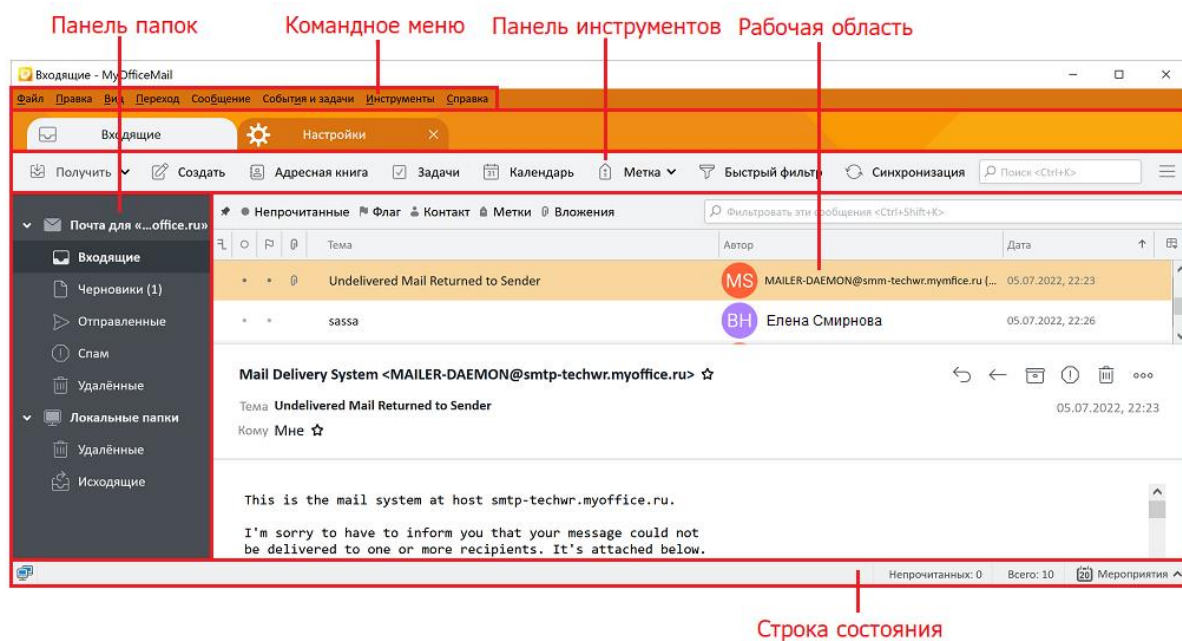 Панель папок Командное меню Панель инструментов Рабочая область
Входящие - MyOfficeMail
Файл Правка Вид Переход Сообщение События и задачи Инструменты Справка
Входящие Настройки
Получить Создать Адресная книга Задачи Календарь Метка Быстрый фильтр Синхронизация Поиск <Ctrl+K>
Почта для «...office.ru» Непрочитанные Флаг Контакт Метки Вложения Фильтровать эти сообщения <Ctrl+Shift+K>
Тема Автор Дата
Входящие
Undelivered Mail Returned to Sender MS MAILER-DAEMON@smm-techwr.mymfice.ru (... 05.07.2022, 22:23
Черновики (1)
Отправленные sassa ВН Елена Смирнова 05.07.2022, 22:26
Спам
Mail Delivery System <MAILER-DAEMON@smtp-techwr.myoffice.ru>
Удалённые
Тема Undelivered Mail Returned to Sender 05.07.2022, 22:23
Локальные папки
Кому Мне
Удалённые
Исходящие
This is the mail system at host smtp-techwr.myoffice.ru.
I'm sorry to have to inform you that your message could not
be delivered to one or more recipients. It's attached below.
Непрочитанных: 0 Всего: 10 20 Мероприятия
Строка состояния